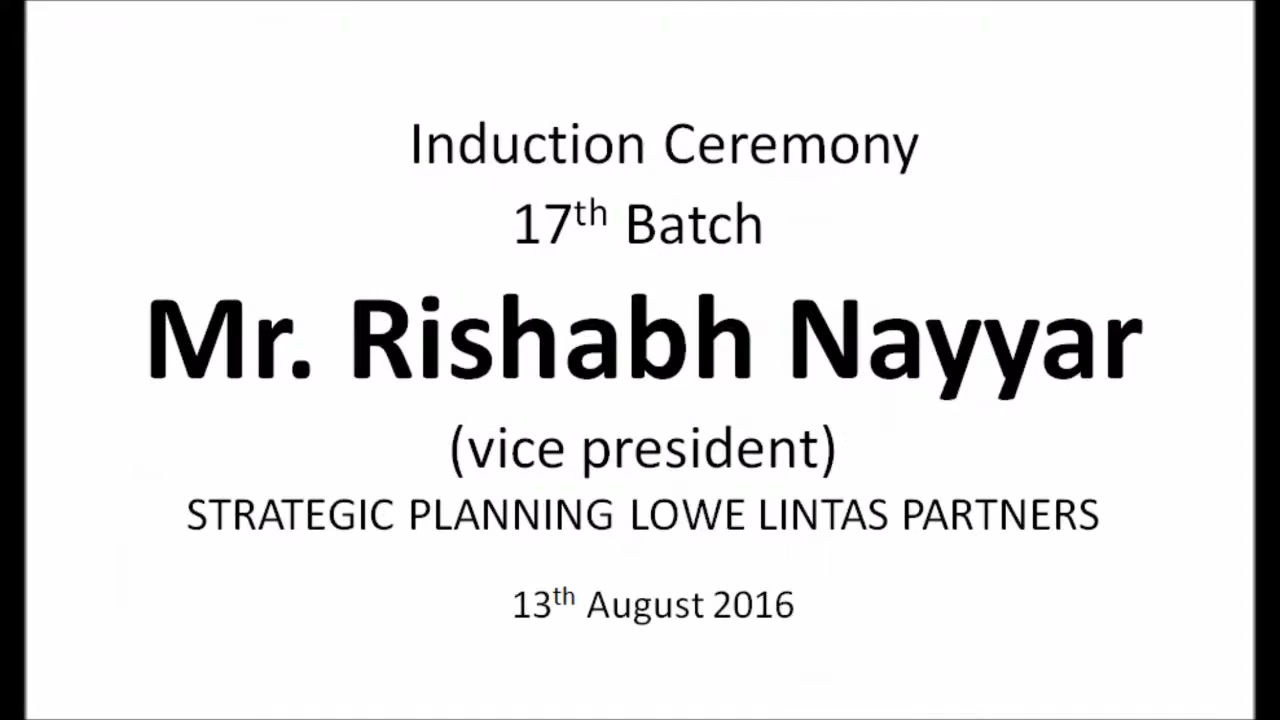 Induction Ceremony
17th Batch
Mr. Rishabh Nayyar
(vice president)
STRATEGIC PLANNING LOWE LINTAS PARTNERS
13th August 2016